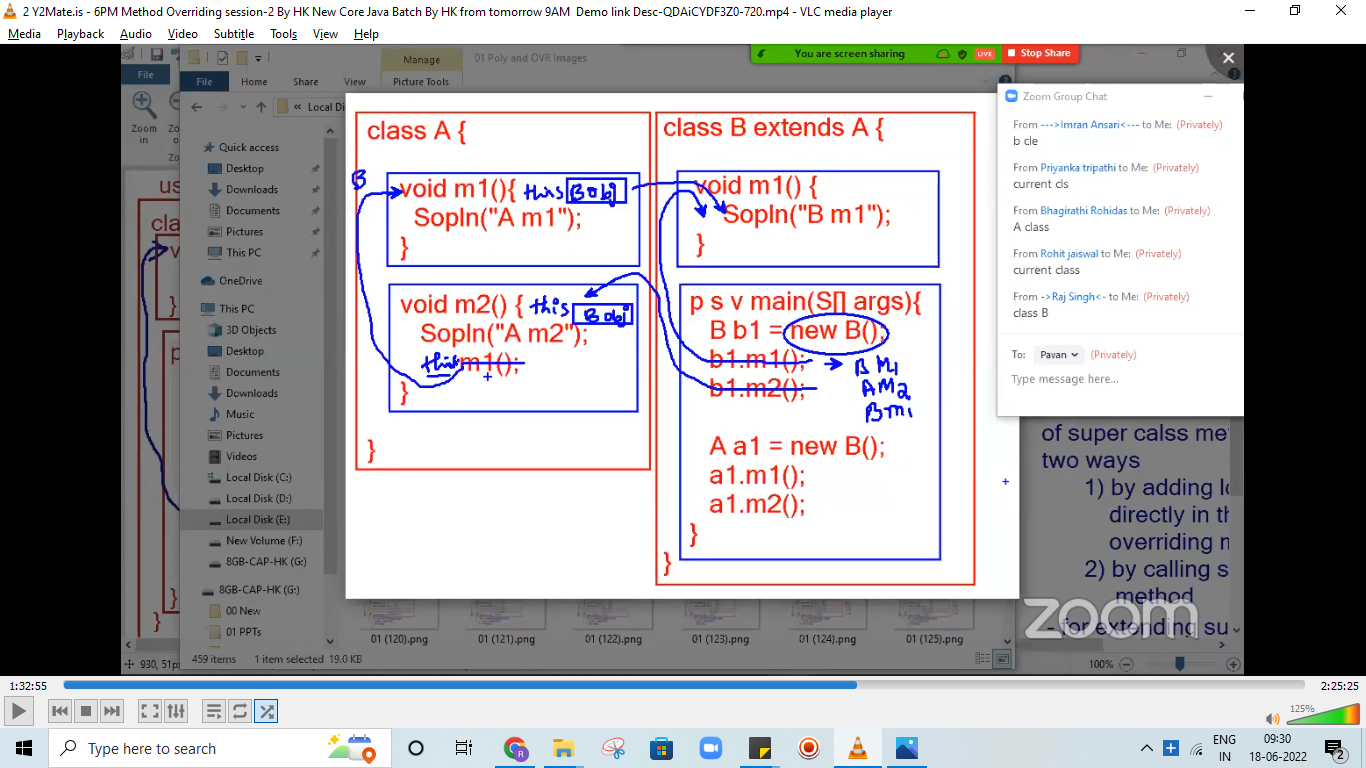 2 Y2Mate.is - 6PM Method Overriding session-2 By HK New Core Java Batch By HK from tomorrow 9AM  Demo link Desc-QDAiCYDF3Z0-720.mp4 - VLC media player
Media Playback Audio Video Subtitle Tools View Help
You are screen sharing LIVE Stop Share
Manage 01 Poly and OVR Images
File File Home Share View Picture Tools
Zoom in
Local Di
Quick access
Desktop
Downloads
Documents
Pictures
This PC
OneDrive
This PC
3D Objects
Desktop
Documents
Downloads
Music
Pictures
Videos
Local Disk (C:)
Local Disk (D:)
Local Disk (E:)
New Volume (F:)
8GB-CAP-HK (G:)
8GB-CAP-HK (G:)
00 New
01 PPTs
459 items 1 item selected 19.0 KB
930, 51px
class A {
B
void m1(){ this B obj
Sopln("A m1");
}
void m2() { this B obj
Sopln("A m2");
this m1();
}
}
class B extends A {
void m1() {
Sopln("B m1");
}
p s v main(S[] args){
B b1 = new B();
b1.m1(); B M1
b1.m2(); A M2
B m1
A a1 = new B();
a1.m1();
a1.m2();
}
}
Zoom Group Chat
From --->Imran Ansari<--- to Me: (Privately)
b cle
From Priyanka tripathi to Me: (Privately)
current cls
From Bhagirathi Rohidas to Me: (Privately)
A class
From Rohit jaiswal to Me: (Privately)
current class
From ->Raj Singh<- to Me: (Privately)
class B
To: Pavan (Privately)
Type message here...
of super calss me
two ways
1) by adding lo
directly in th
overriding m
2) by calling s
method
- for extending su
zoom
01 (120).png 01 (121).png 01 (122).png 01 (123).png 01 (124).png 01 (125).png
100%
1:32:55 2:25:25
125%
Type here to search
ENG
IN
09:30
18-06-2022
2